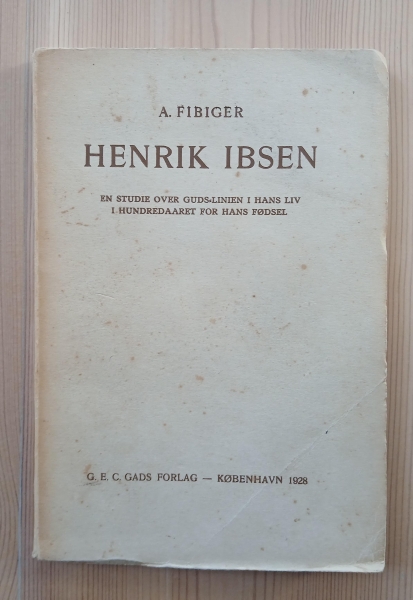 A. FIBIGER
HENRIK IBSEN
EN STUDIE OVER GUDS-LINIEN I HANS LIV
I HUNDREDAARET FOR HANS FØDSEL
G. E. C. GADS FORLAG — KØBENHAVN 1928